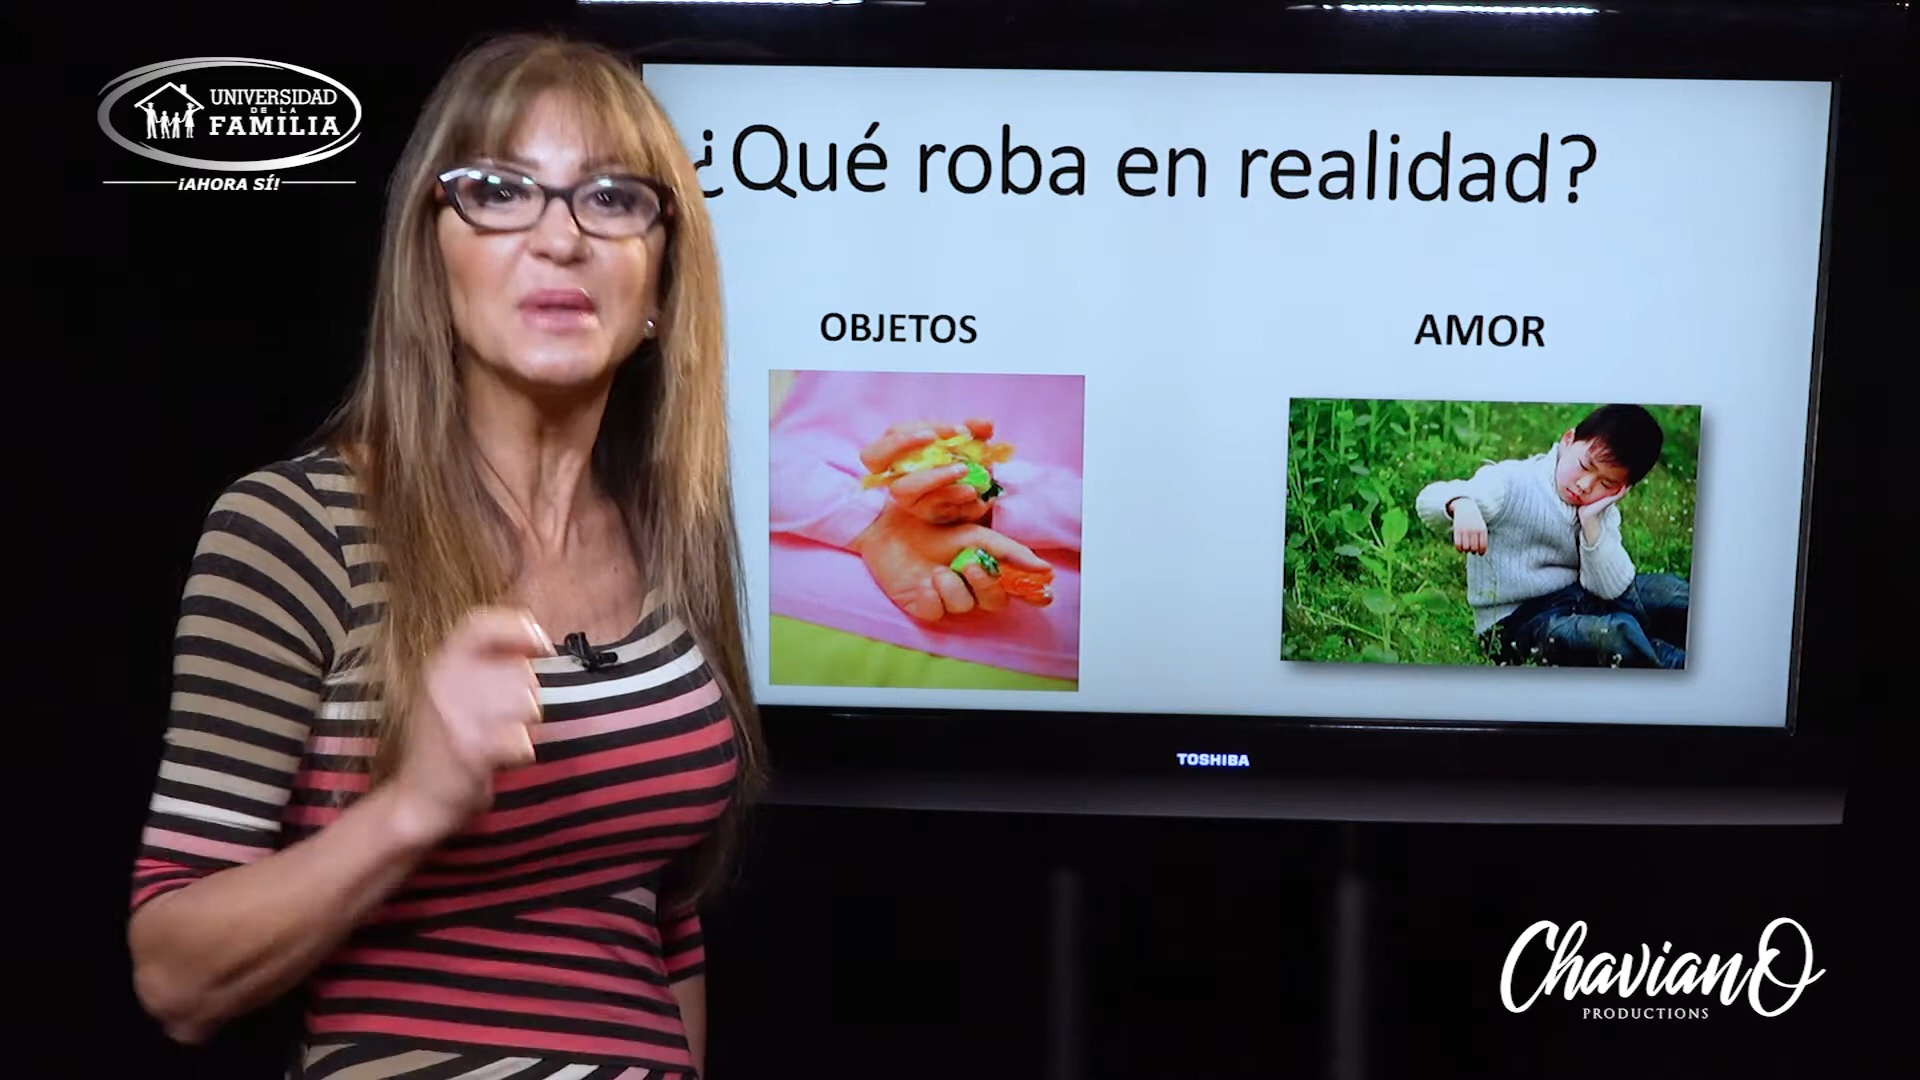 UNIVERSIDAD
DE LA
FAMILIA
¡AHORA SÍ!
¿Qué roba en realidad?
OBJETOS
AMOR
TOSHIBA
Chaviano
PRODUCTIONS